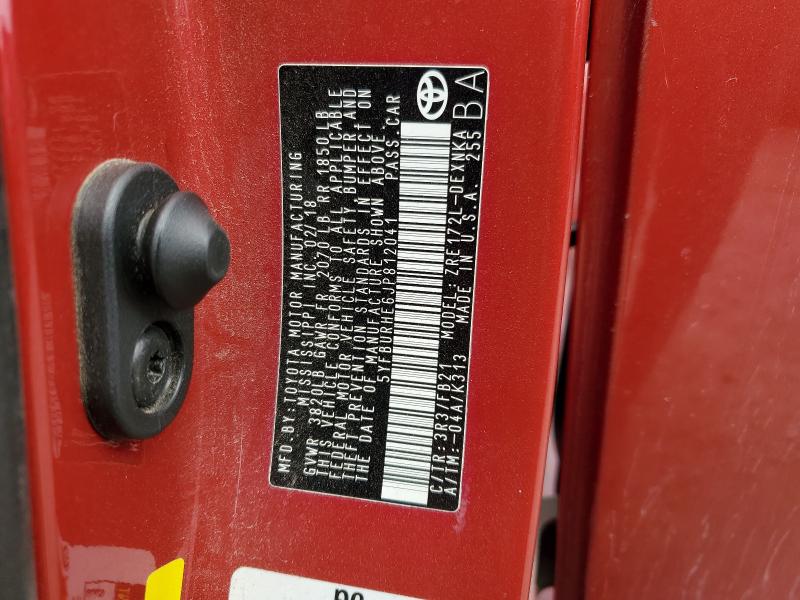 MFD.BY:TOYOTA MOTOR MANUFACTURING
MISSISSIPPI, INC. 02/18
GVWR 3820LB GAWR FR 2070 LB RR 1850 LB
THIS VEHICLE CONFORMS TO ALL APPLICABLE
FEDERAL MOTOR VEHICLE SAFETY, BUMPER AND
THEFT PREVENTION STANDARDS IN EFFECT ON
THE DATE OF MANUFACTURE SHOWN ABOVE.
5YFBURHE6JP812041 PASS.CAR
C/TR:3R3/FB21 MODEL:ZRE172L-DEXNKA
A/TM:-04A/K313 MADE IN U.S.A. 255
BA